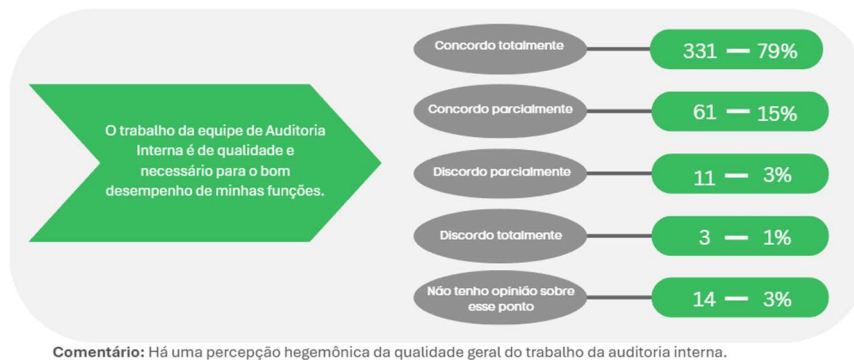 O trabalho da equipe de Auditoria
Interna é de qualidade e
necessário para o bom
desempenho de minhas funções.
Concordo totalmente
331 — 79%
Concordo parcialmente
61 — 15%
Discordo parcialmente
11 — 3%
Discordo totalmente
3 — 1%
Não tenho opinião sobre
esse ponto
14 — 3%
Comentário: Há uma percepção hegemônica da qualidade geral do trabalho da auditoria interna.